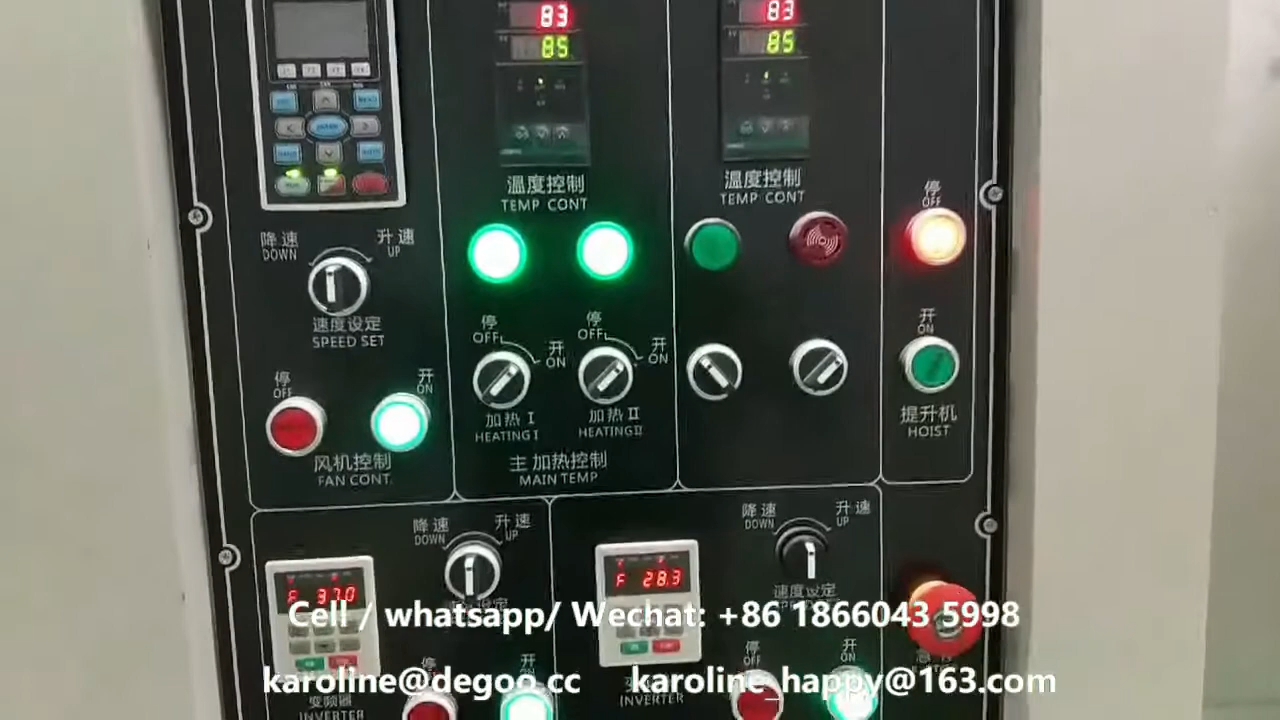 83
85
83
85
温度控制
TEMP CONT
温度控制
TEMP CONT
停
OFF
降速
DOWN
升速
UP
速度设定
SPEED SET
停
OFF
开
ON
停
OFF
开
ON
开
ON
加热 I
HEATING I
加热 II
HEATING II
停
OFF
开
ON
提升机
HOIST
风机控制
FAN CONT.
主加热控制
MAIN TEMP
降速
DOWN
升速
UP
降速
DOWN
升速
UP
F 37.0
F 28.3
速度设定
Cell / whatsapp/ Wechat: +86 1866043 5998
停
开
停
OFF
开
ON
karoline@degoo.cc karoline_happy@163.com
变频器
INVERTER
INVERTER